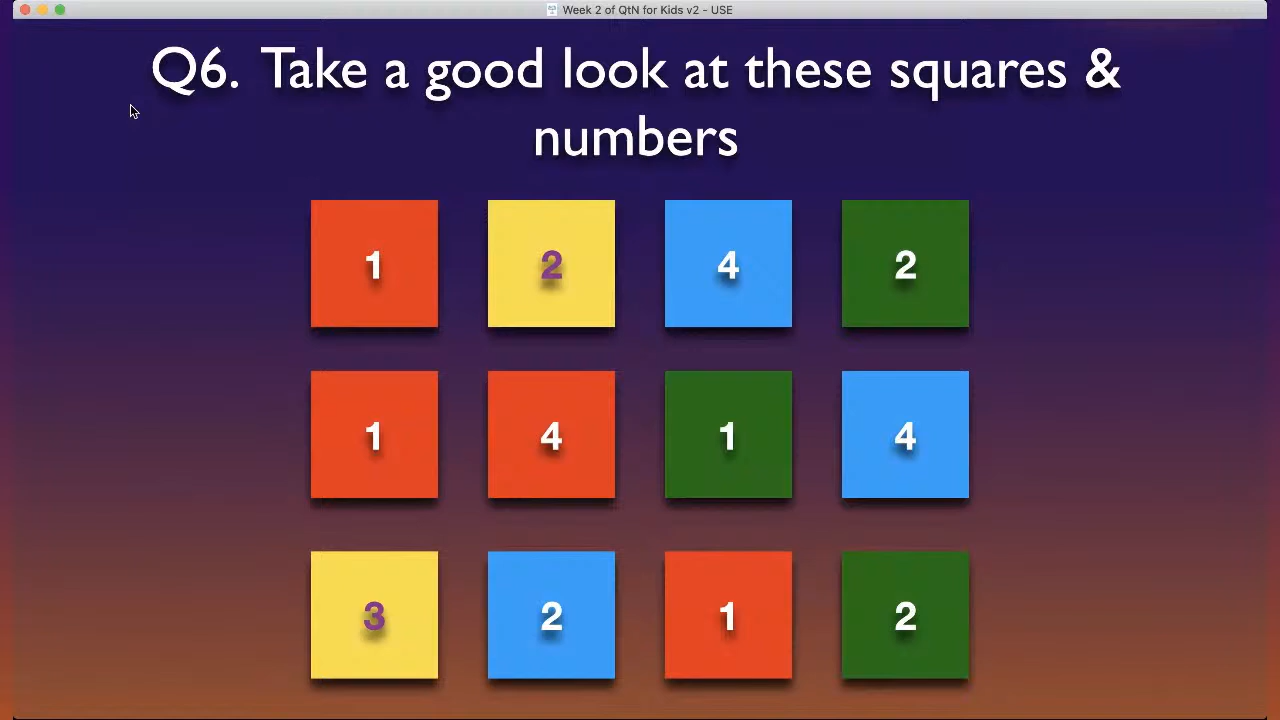 Week 2 of QtN for Kids v2 - USE
Q6. Take a good look at these squares &
numbers
1 2 4 2
1 4 1 4
3 2 1 2